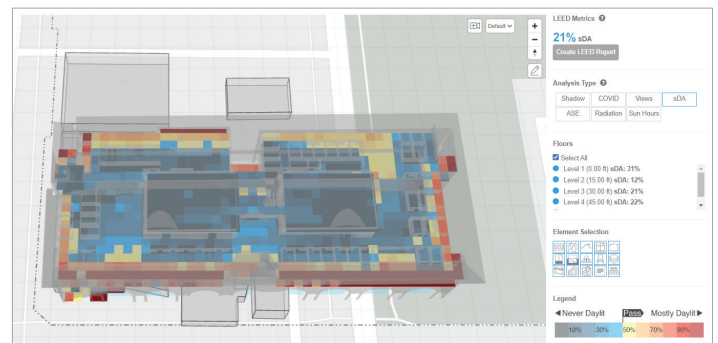 Default
+
−
LEED Metrics
21% sDA
Create LEED Report
Analysis Type
Shadow COVID Views sDA
ASE Radiation Sun Hours
Floors
Select All
Level 1 (0.00 ft) sDA: 31%
Level 2 (15.00 ft) sDA: 12%
Level 3 (30.00 ft) sDA: 21%
Level 4 (45.00 ft) sDA: 22%
Element Selection
Legend
◀Never Daylit Pass Mostly Daylit▶
10% 30% 50% 70% 90%